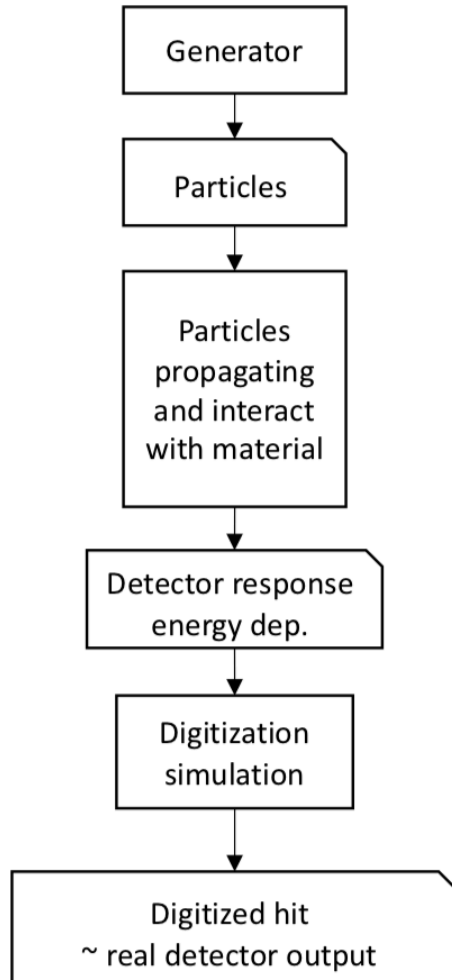 Generator
Particles
Particles
propagating
and interact
with material
Detector response
energy dep.
Digitization
simulation
Digitized hit
~ real detector output